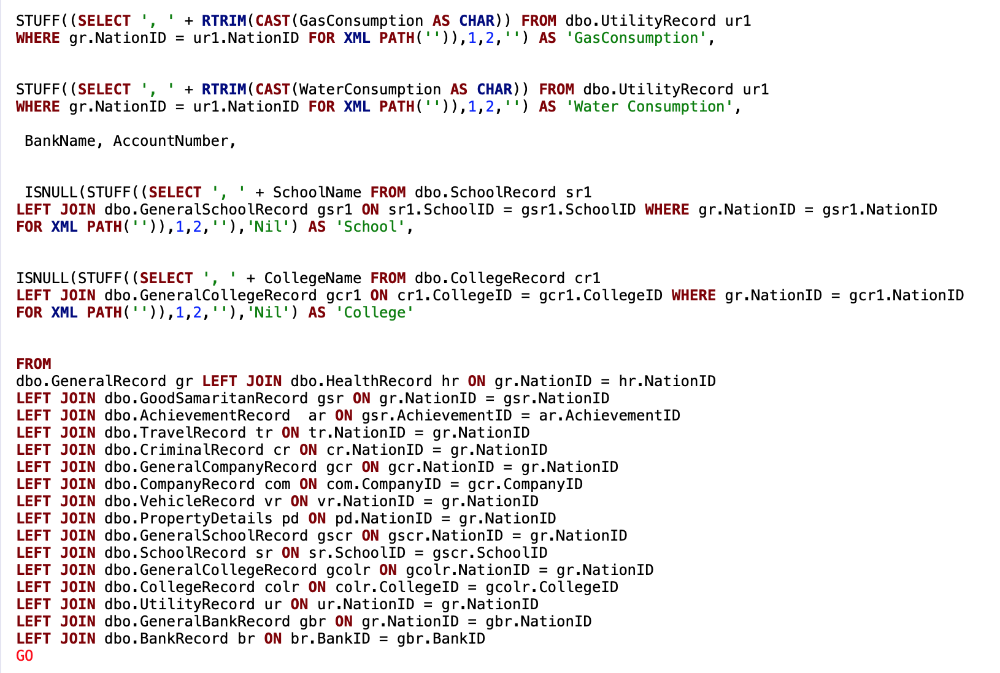 STUFF((SELECT ', ' + RTRIM(CAST(GasConsumption AS CHAR)) FROM dbo.UtilityRecord ur1
WHERE gr.NationID = ur1.NationID FOR XML PATH('')),1,2,'') AS 'GasConsumption',
STUFF((SELECT ', ' + RTRIM(CAST(WaterConsumption AS CHAR)) FROM dbo.UtilityRecord ur1
WHERE gr.NationID = ur1.NationID FOR XML PATH('')),1,2,'') AS 'Water Consumption',
BankName, AccountNumber,
ISNULL(STUFF((SELECT ', ' + SchoolName FROM dbo.SchoolRecord sr1
LEFT JOIN dbo.GeneralSchoolRecord gsr1 ON sr1.SchoolID = gsr1.SchoolID WHERE gr.NationID = gsr1.NationID
FOR XML PATH('')),1,2,''),'Nil') AS 'School',
ISNULL(STUFF((SELECT ', ' + CollegeName FROM dbo.CollegeRecord cr1
LEFT JOIN dbo.GeneralCollegeRecord gcr1 ON cr1.CollegeID = gcr1.CollegeID WHERE gr.NationID = gcr1.NationID
FOR XML PATH('')),1,2,''),'Nil') AS 'College'
FROM
dbo.GeneralRecord gr LEFT JOIN dbo.HealthRecord hr ON gr.NationID = hr.NationID
LEFT JOIN dbo.GoodSamaritanRecord gsr ON gr.NationID = gsr.NationID
LEFT JOIN dbo.AchievementRecord  ar ON gsr.AchievementID = ar.AchievementID
LEFT JOIN dbo.TravelRecord tr ON tr.NationID = gr.NationID
LEFT JOIN dbo.CriminalRecord cr ON cr.NationID = gr.NationID
LEFT JOIN dbo.GeneralCompanyRecord gcr ON gcr.NationID = gr.NationID
LEFT JOIN dbo.CompanyRecord com ON com.CompanyID = gcr.CompanyID
LEFT JOIN dbo.VehicleRecord vr ON vr.NationID = gr.NationID
LEFT JOIN dbo.PropertyDetails pd ON pd.NationID = gr.NationID
LEFT JOIN dbo.GeneralSchoolRecord gscr ON gscr.NationID = gr.NationID
LEFT JOIN dbo.SchoolRecord sr ON sr.SchoolID = gscr.SchoolID
LEFT JOIN dbo.GeneralCollegeRecord gcolr ON gcolr.NationID = gr.NationID
LEFT JOIN dbo.CollegeRecord colr ON colr.CollegeID = gcolr.CollegeID
LEFT JOIN dbo.UtilityRecord ur ON ur.NationID = gr.NationID
LEFT JOIN dbo.GeneralBankRecord gbr ON gr.NationID = gbr.NationID
LEFT JOIN dbo.BankRecord br ON br.BankID = gbr.BankID
GO